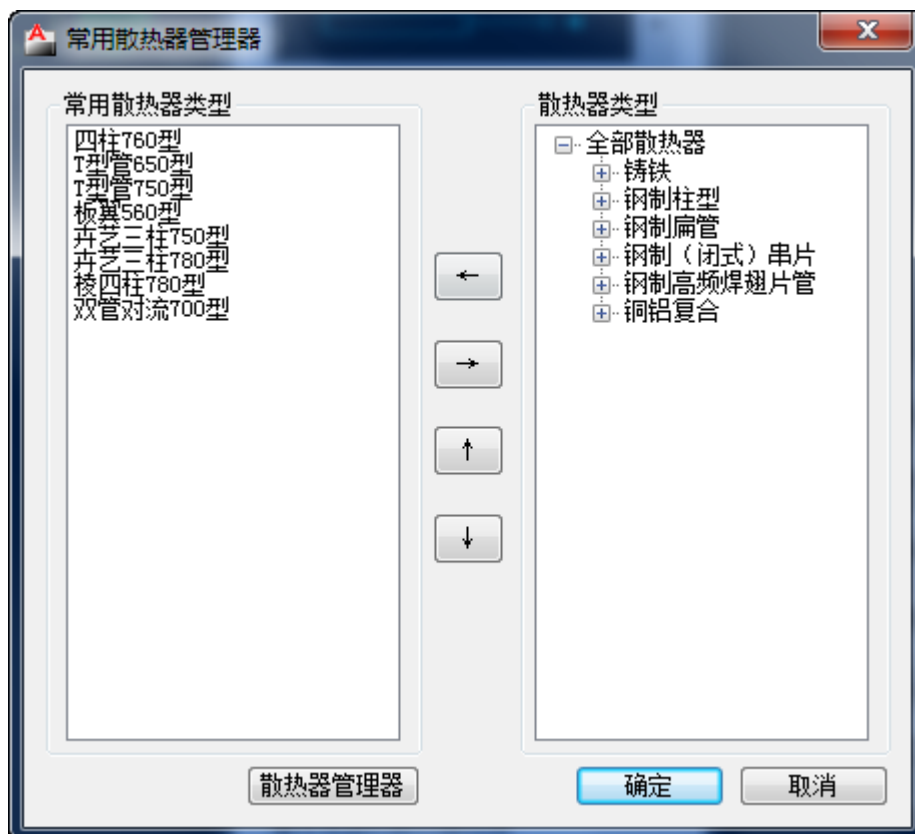 常用散热器管理器
常用散热器类型
四柱760型
T型管650型
T型管750型
板翼560型
卉艺三柱750型
卉艺三柱780型
棱四柱780型
双管对流700型
←
→
↑
↓
散热器类型
全部散热器
铸铁
钢制柱型
钢制扁管
钢制（闭式）串片
钢制高频焊翅片管
铜铝复合
散热器管理器
确定
取消